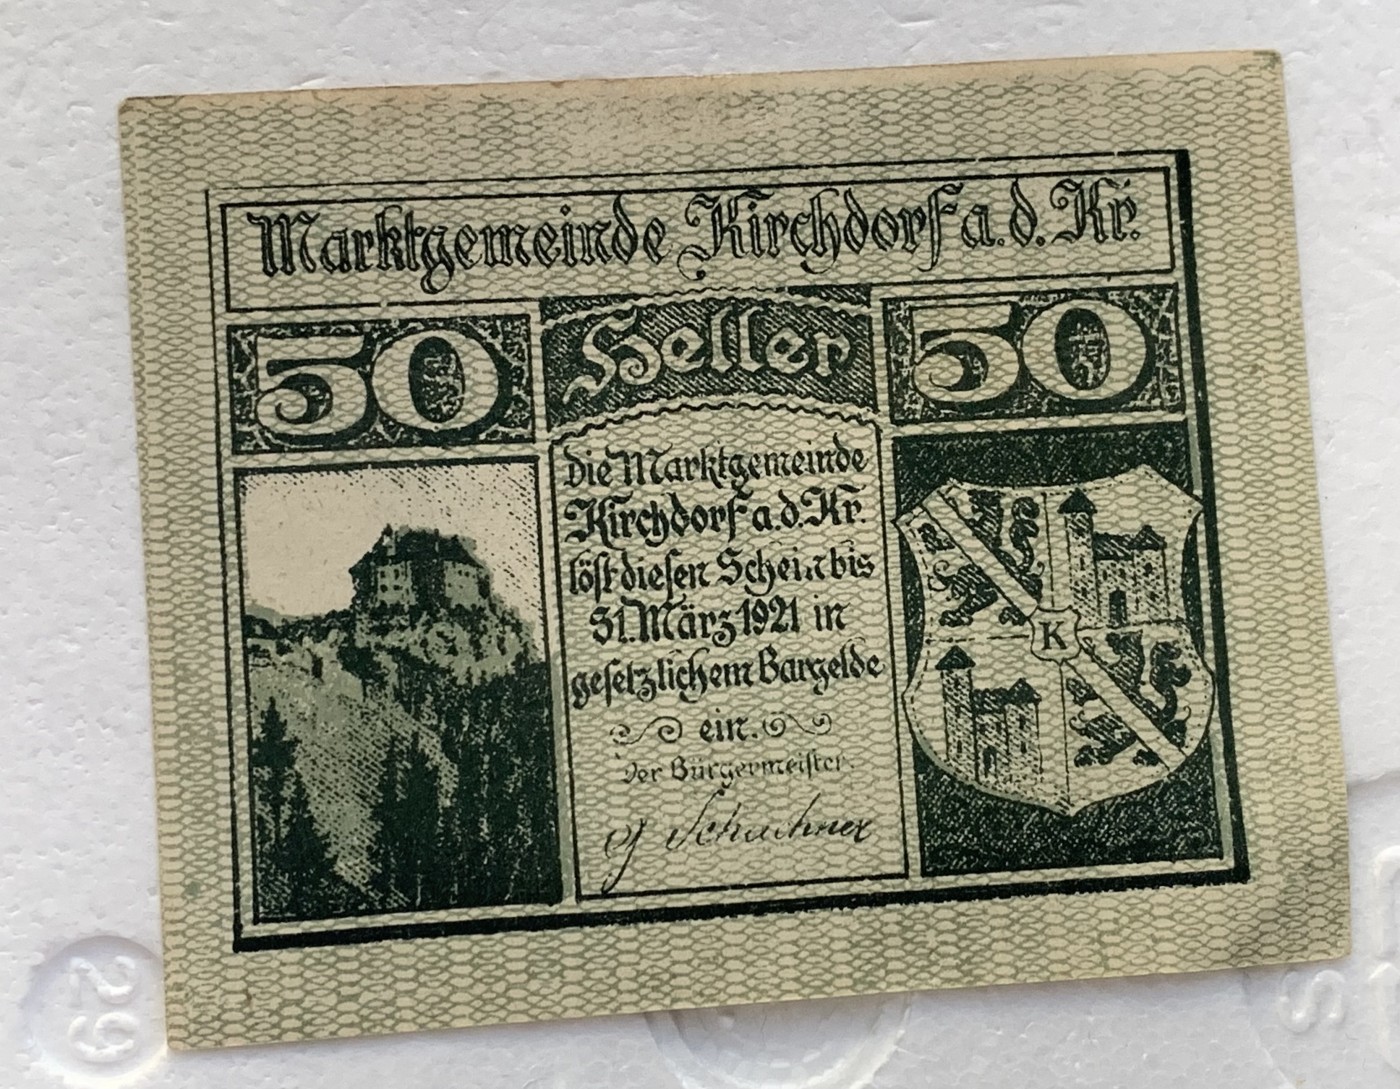 Marktgemeinde Kirchdorf a. d. Kr.
50 Heller 50
Die Marktgemeinde
Kirchdorf a. d. Kr.
löst diesen Schein bis
31. März 1921 in
gesetzlichem Bargelde
ein.
Der Bürgermeister:
K
29
S